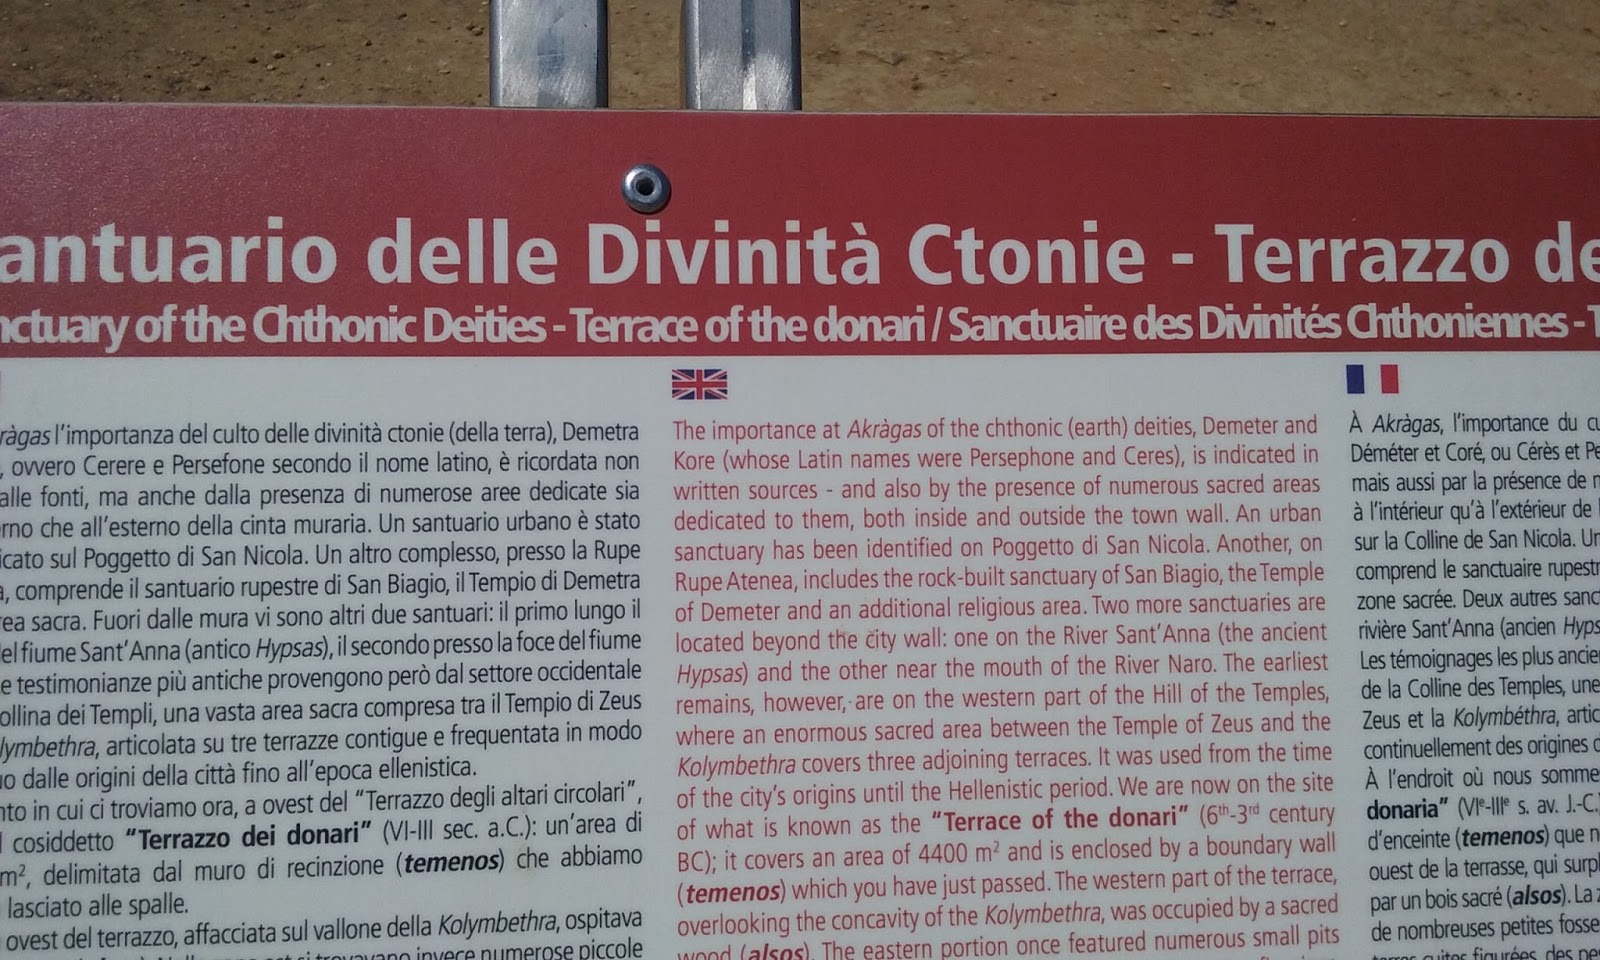 antuario delle Divinità Ctonie - Terrazzo de
nctuary of the Chthonic Deities - Terrace of the donari / Sanctuaire des Divinités Chthoniennes - T
ràgas l'importanza del culto delle divinità ctonie (della terra), Demetra
, ovvero Cerere e Persefone secondo il nome latino, è ricordata non
alle fonti, ma anche dalla presenza di numerose aree dedicate sia
rno che all'esterno della cinta muraria. Un santuario urbano è stato
icato sul Poggetto di San Nicola. Un altro complesso, presso la Rupe
a, comprende il santuario rupestre di San Biagio, il Tempio di Demetra
rea sacra. Fuori dalle mura vi sono altri due santuari: il primo lungo il
del fiume Sant'Anna (antico Hypsas), il secondo presso la foce del fiume
e testimonianze più antiche provengono però dal settore occidentale
ollina dei Templi, una vasta area sacra compresa tra il Tempio di Zeus
lymbethra, articolata su tre terrazze contigue e frequentata in modo
uo dalle origini della città fino all'epoca ellenistica.
nto in cui ci troviamo ora, a ovest del "Terrazzo degli altari circolari",
l cosiddetto "Terrazzo dei donari" (VI-III sec. a.C.): un'area di
m², delimitata dal muro di recinzione (temenos) che abbiamo
lasciato alle spalle.
ovest del terrazzo, affacciata sul vallone della Kolymbethra, ospitava
invece numerose piccole
The importance at Akràgas of the chthonic (earth) deities, Demeter and
Kore (whose Latin names were Persephone and Ceres), is indicated in
written sources - and also by the presence of numerous sacred areas
dedicated to them, both inside and outside the town wall. An urban
sanctuary has been identified on Poggetto di San Nicola. Another, on
Rupe Atenea, includes the rock-built sanctuary of San Biagio, the Temple
of Demeter and an additional religious area. Two more sanctuaries are
located beyond the city wall: one on the River Sant'Anna (the ancient
Hypsas) and the other near the mouth of the River Naro. The earliest
remains, however, are on the western part of the Hill of the Temples,
where an enormous sacred area between the Temple of Zeus and the
Kolymbethra covers three adjoining terraces. It was used from the time
of the city's origins until the Hellenistic period. We are now on the site
of what is known as the "Terrace of the donari" (6th-3rd century
BC); it covers an area of 4400 m² and is enclosed by a boundary wall
(temenos) which you have just passed. The western part of the terrace,
overlooking the concavity of the Kolymbethra, was occupied by a sacred
wood (alsos). The eastern portion once featured numerous small pits
À Akràgas, l'importance du cu
Déméter et Coré, ou Cérès et Pe
mais aussi par la présence de n
à l'intérieur qu'à l'extérieur de l
sur la Colline de San Nicola. Un
comprend le sanctuaire rupestr
zone sacrée. Deux autres sanct
rivière Sant'Anna (ancien Hyps
Les témoignages les plus ancie
de la Colline des Temples, une
Zeus et la Kolymbéthra, artic
continuellement des origines d
À l'endroit où nous somme
donaria" (VIe-IIIe s. av. J.-C.
d'enceinte (temenos) que n
ouest de la terrasse, qui surpl
par un bois sacré (alsos). La z
de nombreuses petites fosse
terres cuites figurées, des pe